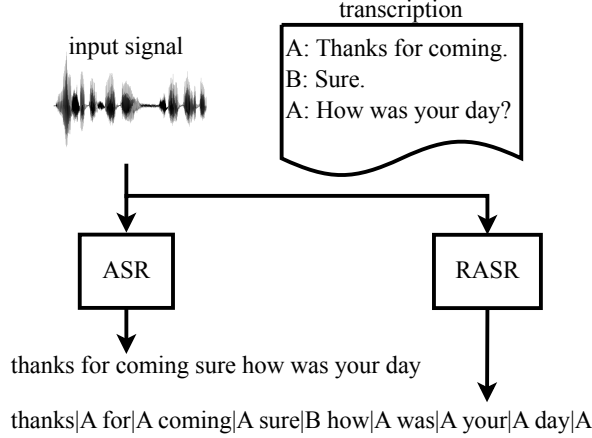 transcription
input signal
A: Thanks for coming.
B: Sure.
A: How was your day?
ASR
RASR
thanks for coming sure how was your day
thanks|A for|A coming|A sure|B how|A was|A your|A day|A